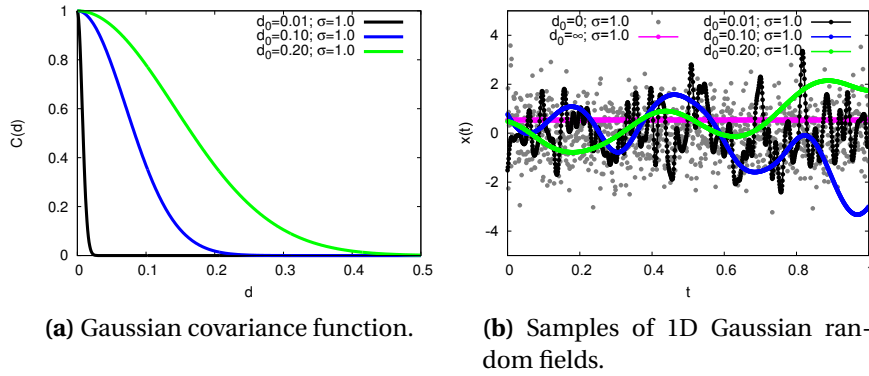 d₀=0.01; σ=1.0
d₀=0.10; σ=1.0
d₀=0.20; σ=1.0
1
0.8
0.6
0.4
0.2
0
C(d)
0 0.1 0.2 0.3 0.4 0.5
d
(a) Gaussian covariance function.
d₀=0; σ=1.0
d₀=∞; σ=1.0
d₀=0.01; σ=1.0
d₀=0.10; σ=1.0
d₀=0.20; σ=1.0
4
2
0
-2
-4
x(t)
0 0.2 0.4 0.6 0.8 1
t
(b) Samples of 1D Gaussian ran-
dom fields.